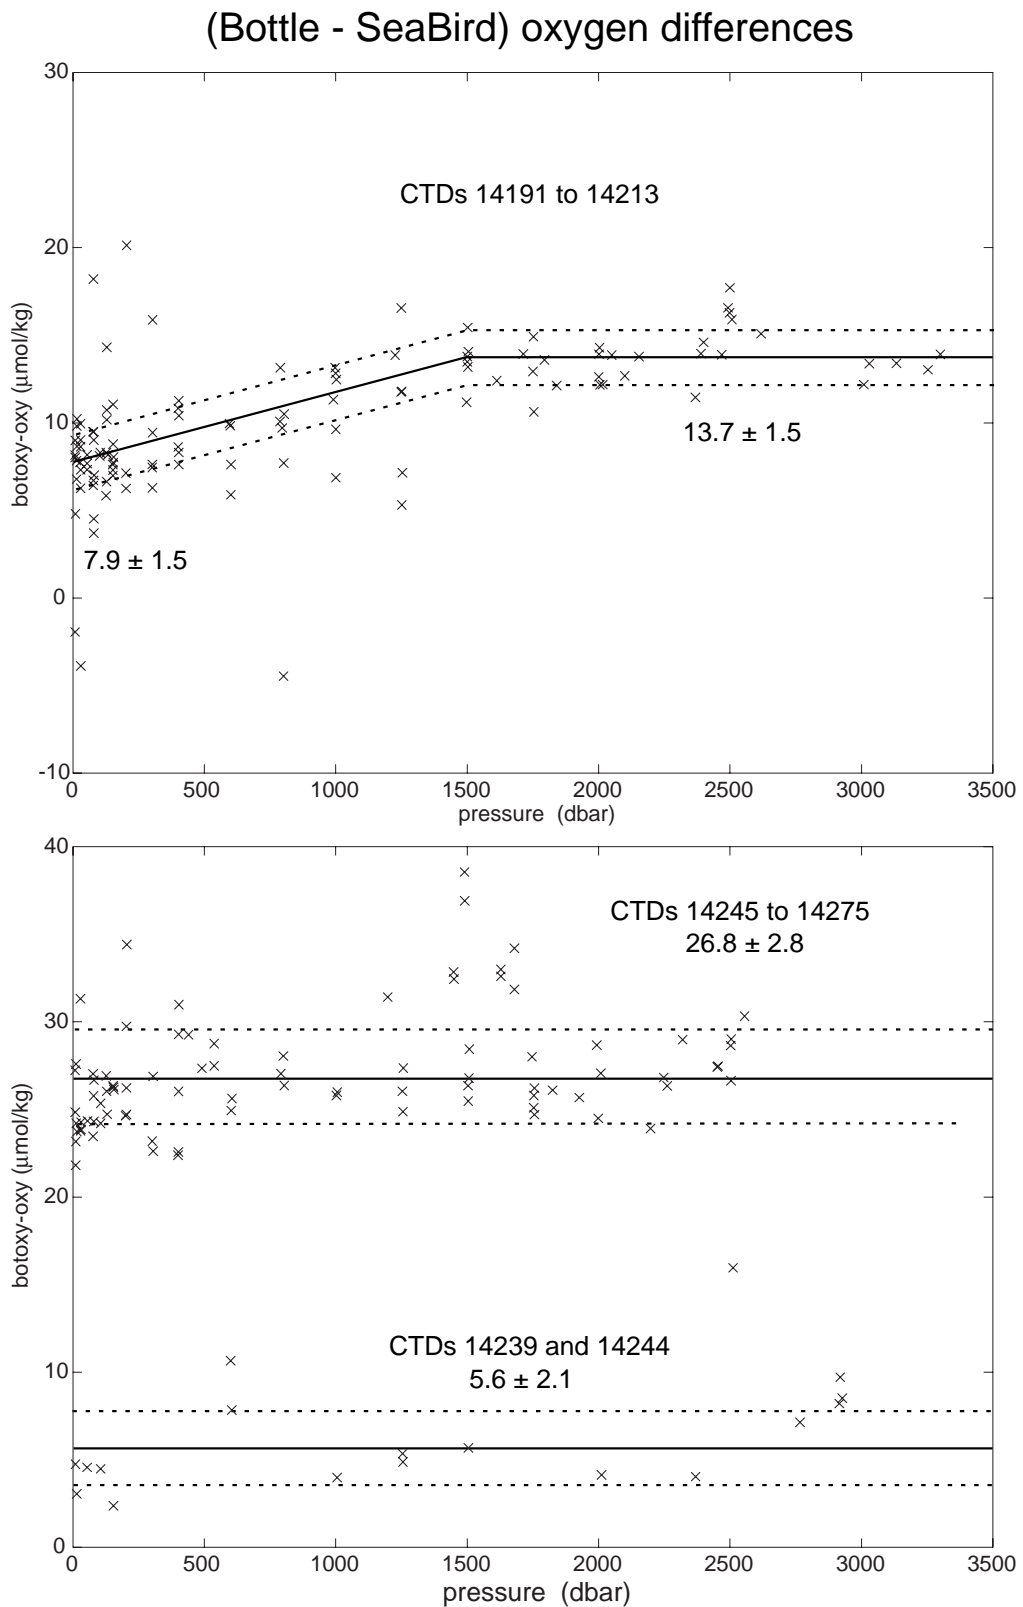 (Bottle - SeaBird) oxygen differences
30
20
10
0
-10
botoxy-oxy (μmol/kg)
CTDs 14191 to 14213
13.7 ± 1.5
7.9 ± 1.5
0 500 1000 1500 2000 2500 3000 3500
pressure (dbar)
40
30
20
10
0
botoxy-oxy (μmol/kg)
CTDs 14245 to 14275
26.8 ± 2.8
CTDs 14239 and 14244
5.6 ± 2.1
0 500 1000 1500 2000 2500 3000 3500
pressure (dbar)